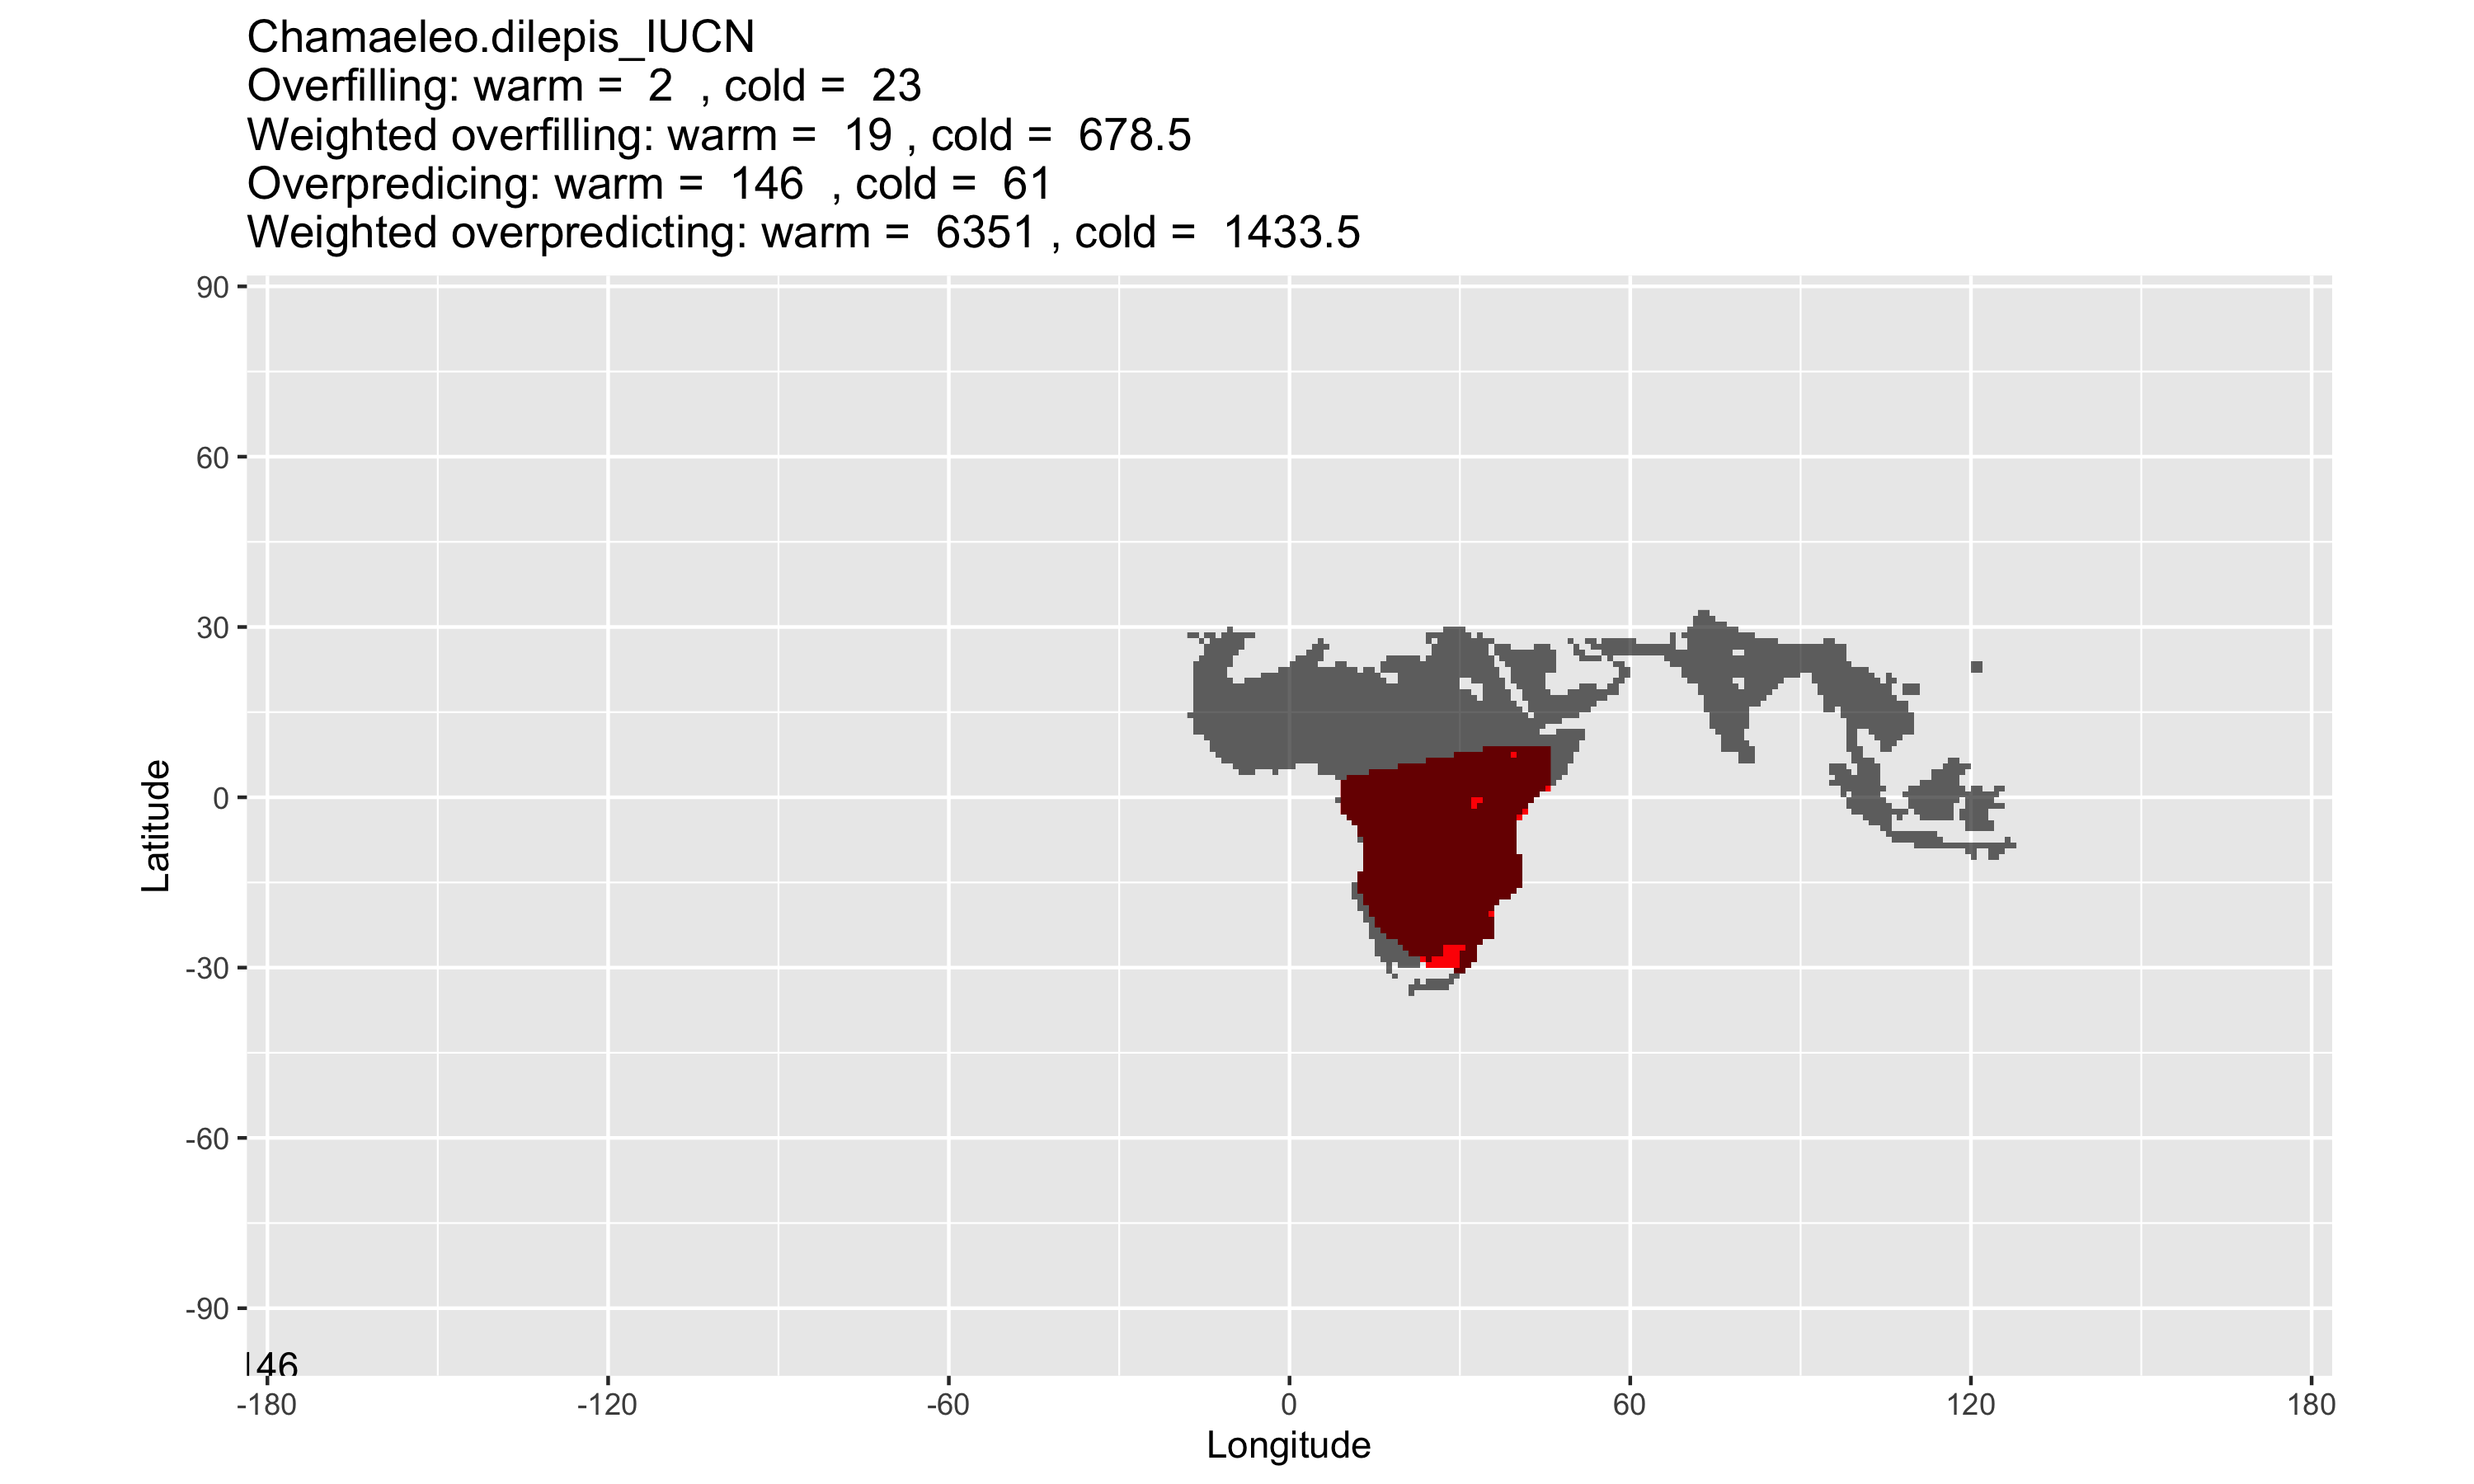 Chamaeleo.dilepis_IUCN
Overfilling: warm = 2 , cold = 23
Weighted overfilling: warm = 19 , cold = 678.5
Overpredicing: warm = 146 , cold = 61
Weighted overpredicting: warm = 6351 , cold = 1433.5
90
60
30
0
-30
-60
-90
Latitude
46
-180
-120
-60
0
60
120
180
Longitude